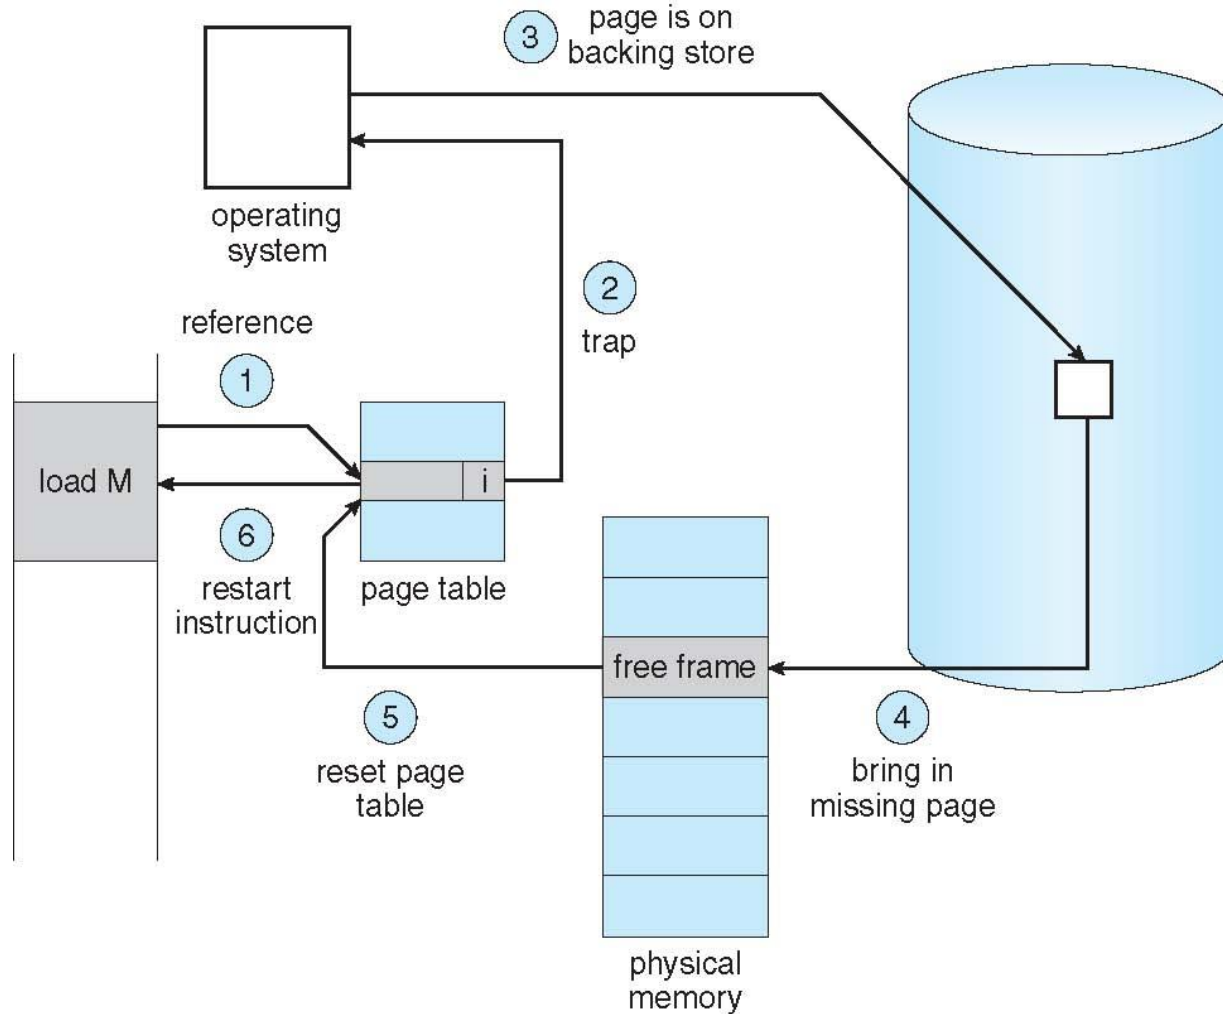 3
page is on
backing store
operating
system
2
trap
reference
1
load M
i
6
restart
instruction
page table
free frame
5
reset page
table
4
bring in
missing page
physical
memory